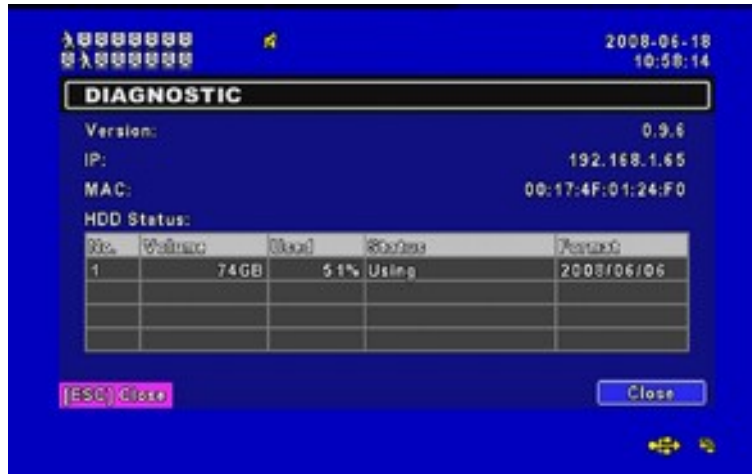 2008-06-18
10:58:14
DIAGNOSTIC
Version: 0.9.6
IP: 192.168.1.65
MAC: 00:17:4F:01:24:F0
HDD Status:
No. Volume Used Status Format
1 74GB 51% Using 2008/06/06
[ESC] Close Close